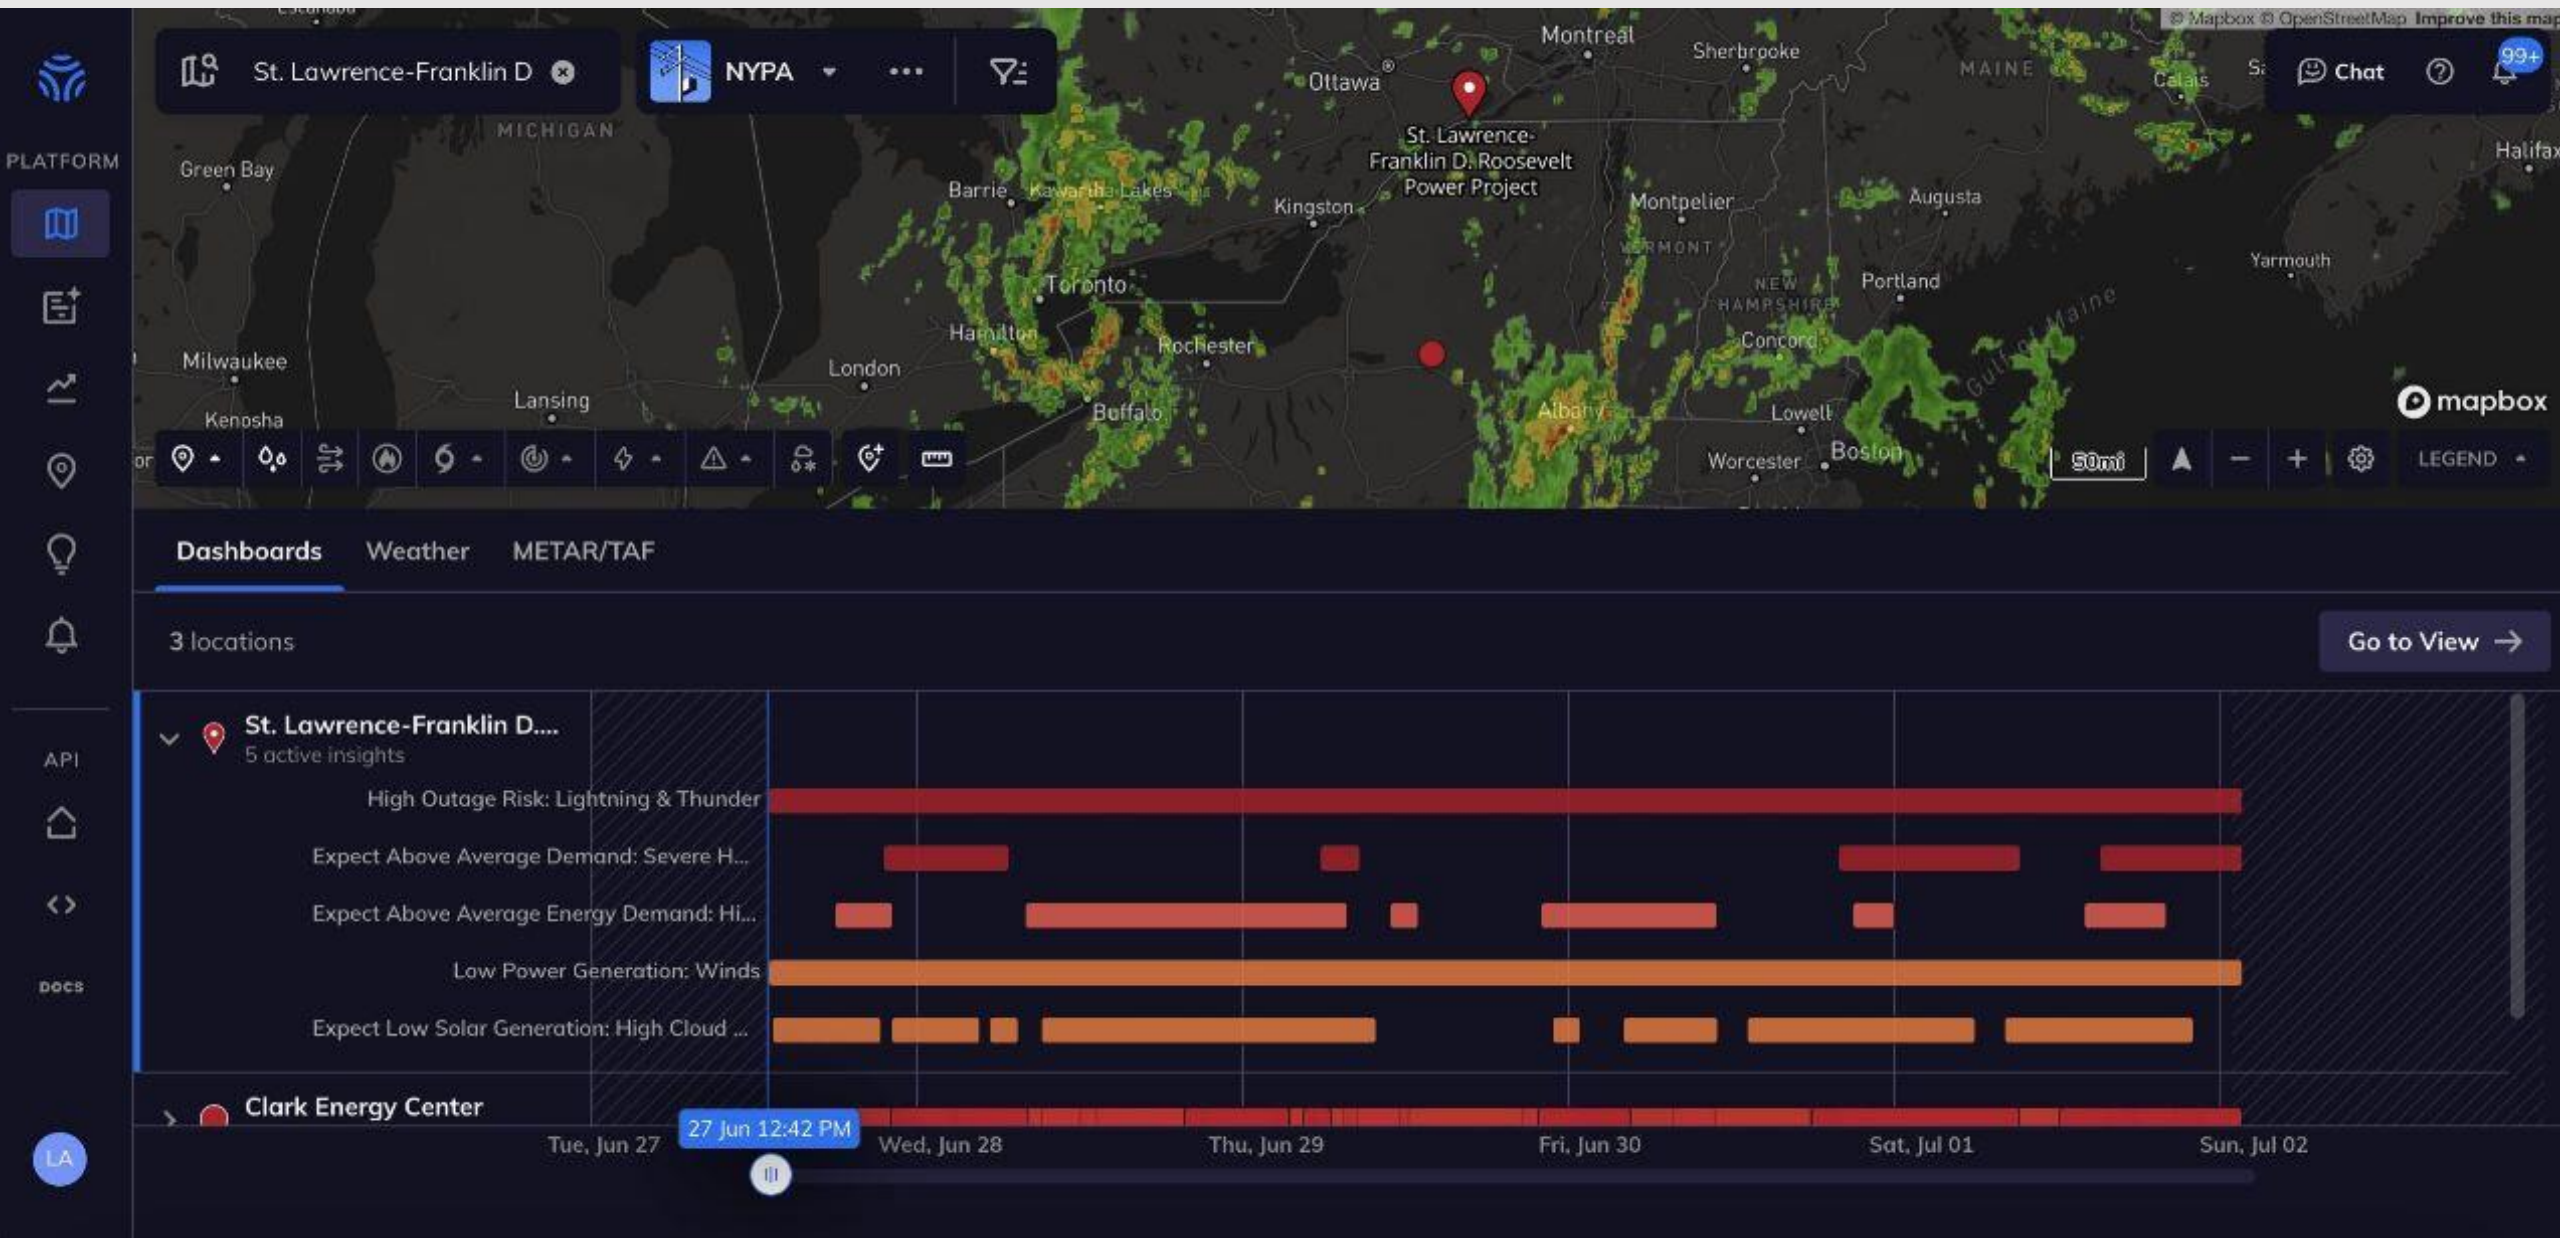 Escanaba
© Mapbox © OpenStreetMap Improve this map
St. Lawrence-Franklin D
NYPA
Chat
99+
Montreal
Sherbrooke
MAINE
Calais
Ottawa
MICHIGAN
PLATFORM
Green Bay
St. Lawrence-
Franklin D. Roosevelt
Power Project
Halifax
Barrie
Kawartha Lakes
Kingston
Montpelier
Augusta
VERMONT
Yarmouth
Toronto
NEW
HAMPSHIRE
Portland
Gulf of Maine
Hamilton
Rochester
Concord
Milwaukee
London
Lansing
Buffalo
Albany
Lowell
mapbox
Kenosha
Worcester
Boston
50mi
LEGEND
Dashboards
Weather
METAR/TAF
3 locations
Go to View
St. Lawrence-Franklin D....
5 active insights
API
High Outage Risk: Lightning & Thunder
Expect Above Average Demand: Severe H...
Expect Above Average Energy Demand: Hi...
Low Power Generation: Winds
DOCS
Expect Low Solar Generation: High Cloud ...
Clark Energy Center
27 Jun 12:42 PM
Tue, Jun 27
Wed, Jun 28
Thu, Jun 29
Fri, Jun 30
Sat, Jul 01
Sun, Jul 02
LA